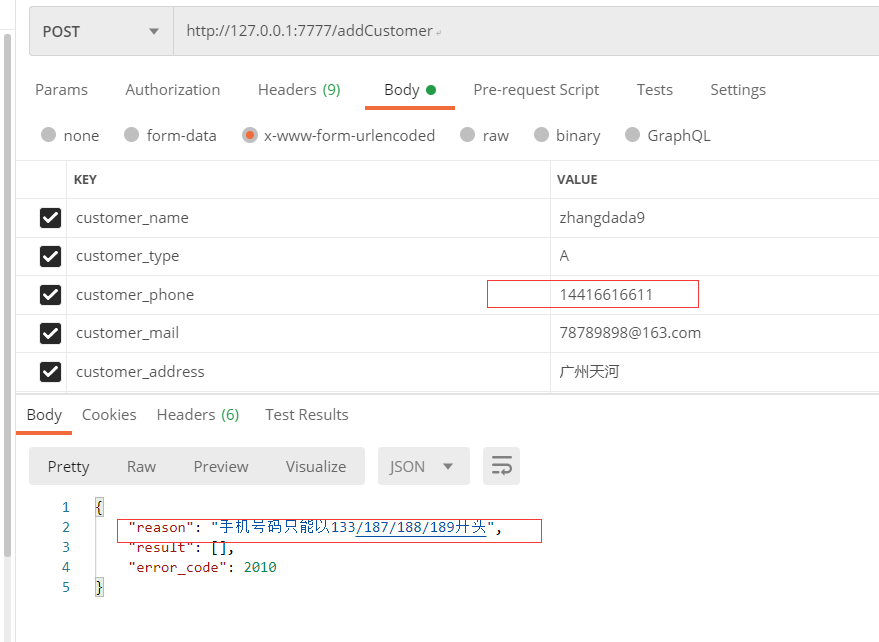 POST http://127.0.0.1:7777/addCustomer
Params Authorization Headers (9) Body Pre-request Script Tests Settings
none form-data x-www-form-urlencoded raw binary GraphQL
KEY VALUE
customer_name zhangdada9
customer_type A
customer_phone 14416616611
customer_mail 78789898@163.com
customer_address 广州天河
Body Cookies Headers (6) Test Results
Pretty Raw Preview Visualize JSON
1 {
2 "reason": "手机号码只能以133/187/188/189开头",
3 "result": [],
4 "error_code": 2010
5 }